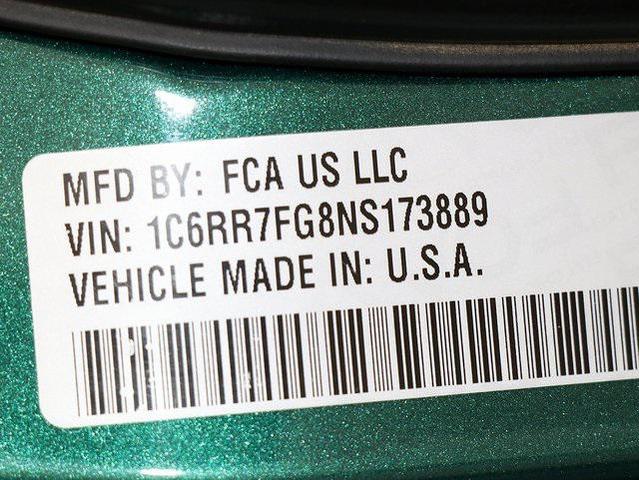 MFD BY: FCA US LLC
VIN: 1C6RR7FG8NS173889
VEHICLE MADE IN: U.S.A.